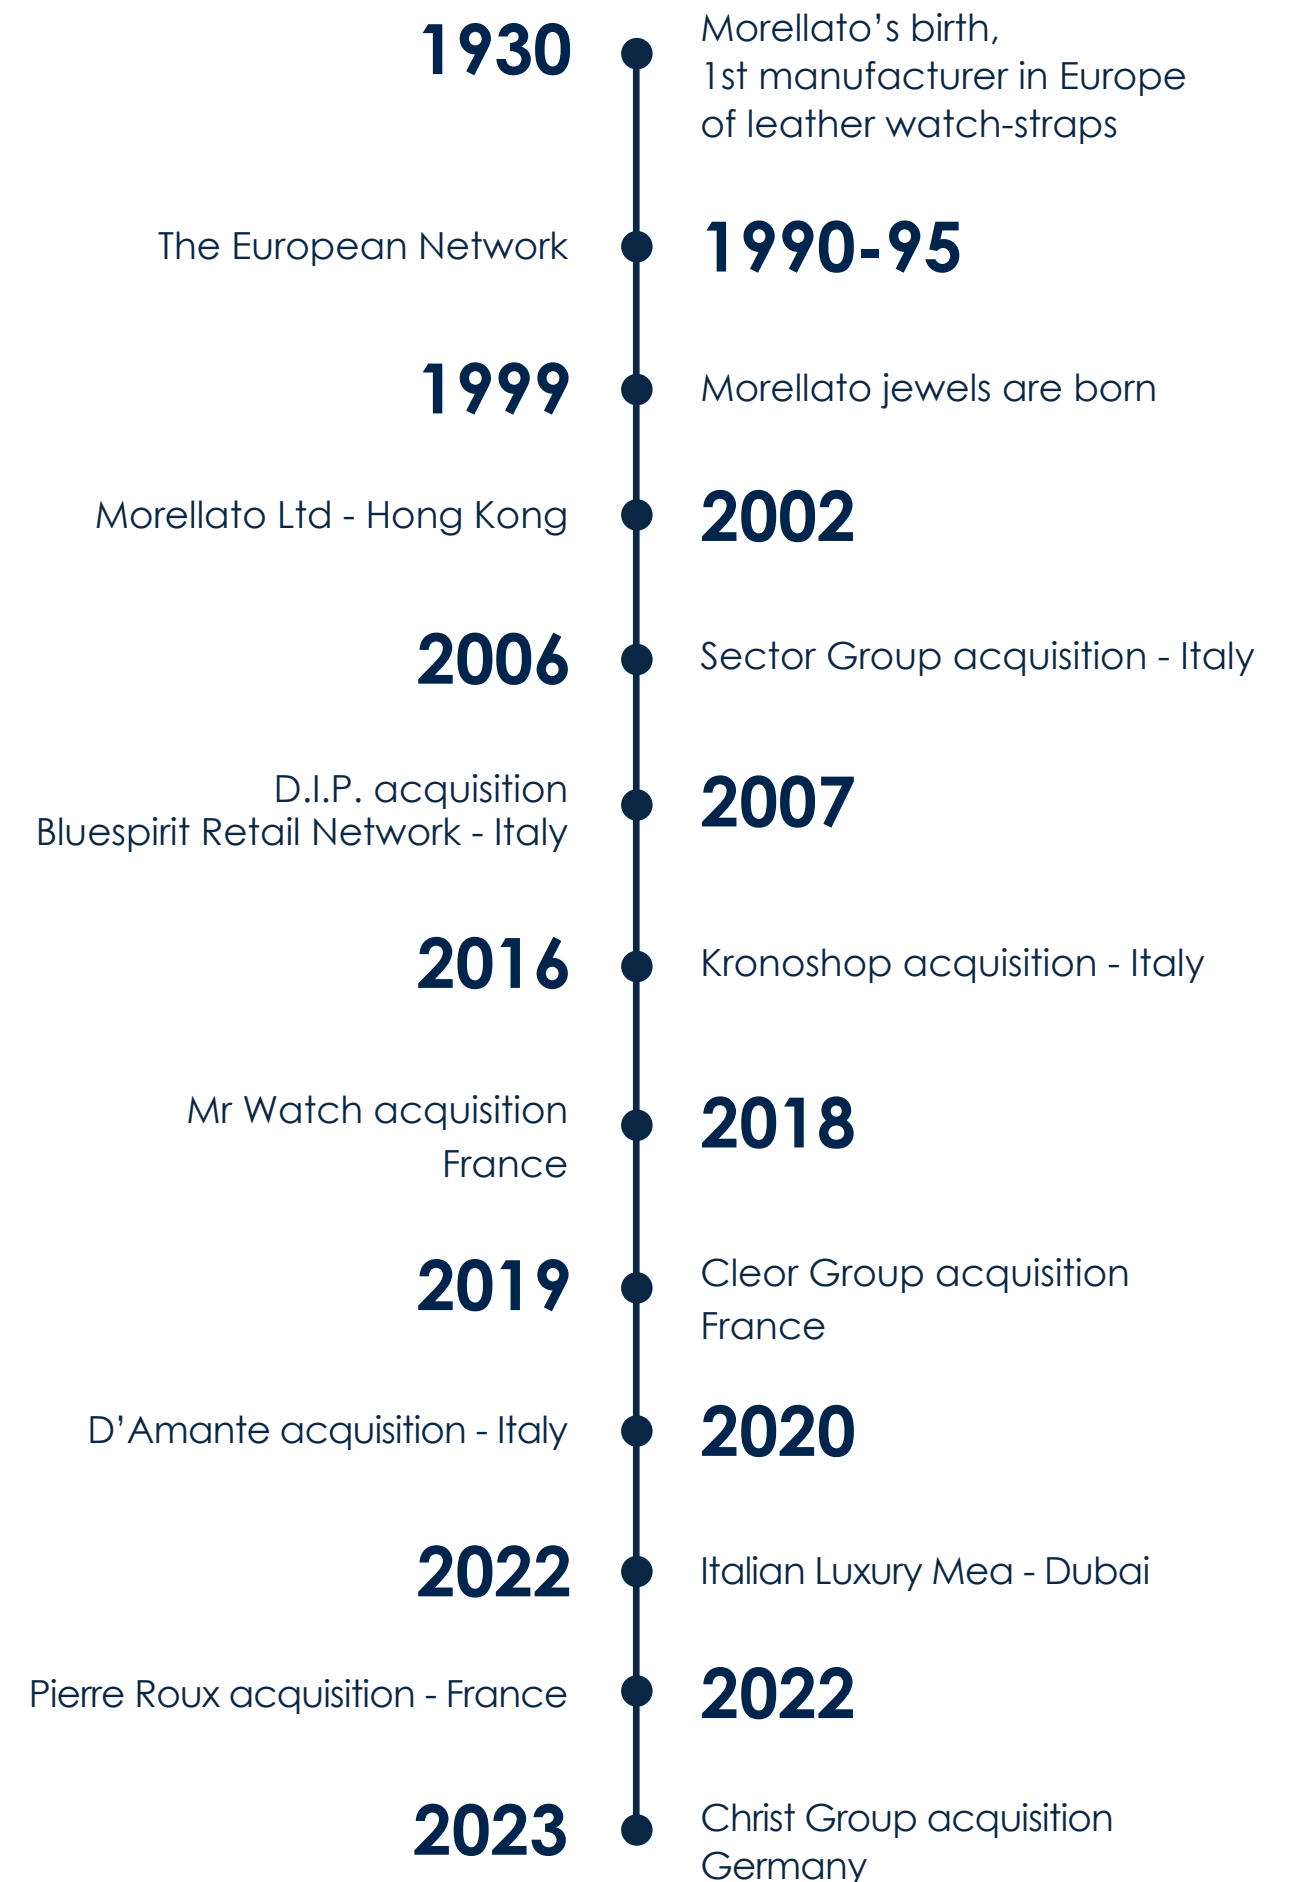 1930
Morellato’s birth,
1st manufacturer in Europe
of leather watch-straps
The European Network
1990-95
1999
Morellato jewels are born
Morellato Ltd - Hong Kong
2002
2006
Sector Group acquisition - Italy
D.I.P. acquisition
Bluespirit Retail Network - Italy
2007
2016
Kronoshop acquisition - Italy
Mr Watch acquisition
France
2018
2019
Cleor Group acquisition
France
D’Amante acquisition - Italy
2020
2022
Italian Luxury Mea - Dubai
Pierre Roux acquisition - France
2022
2023
Christ Group acquisition
Germany